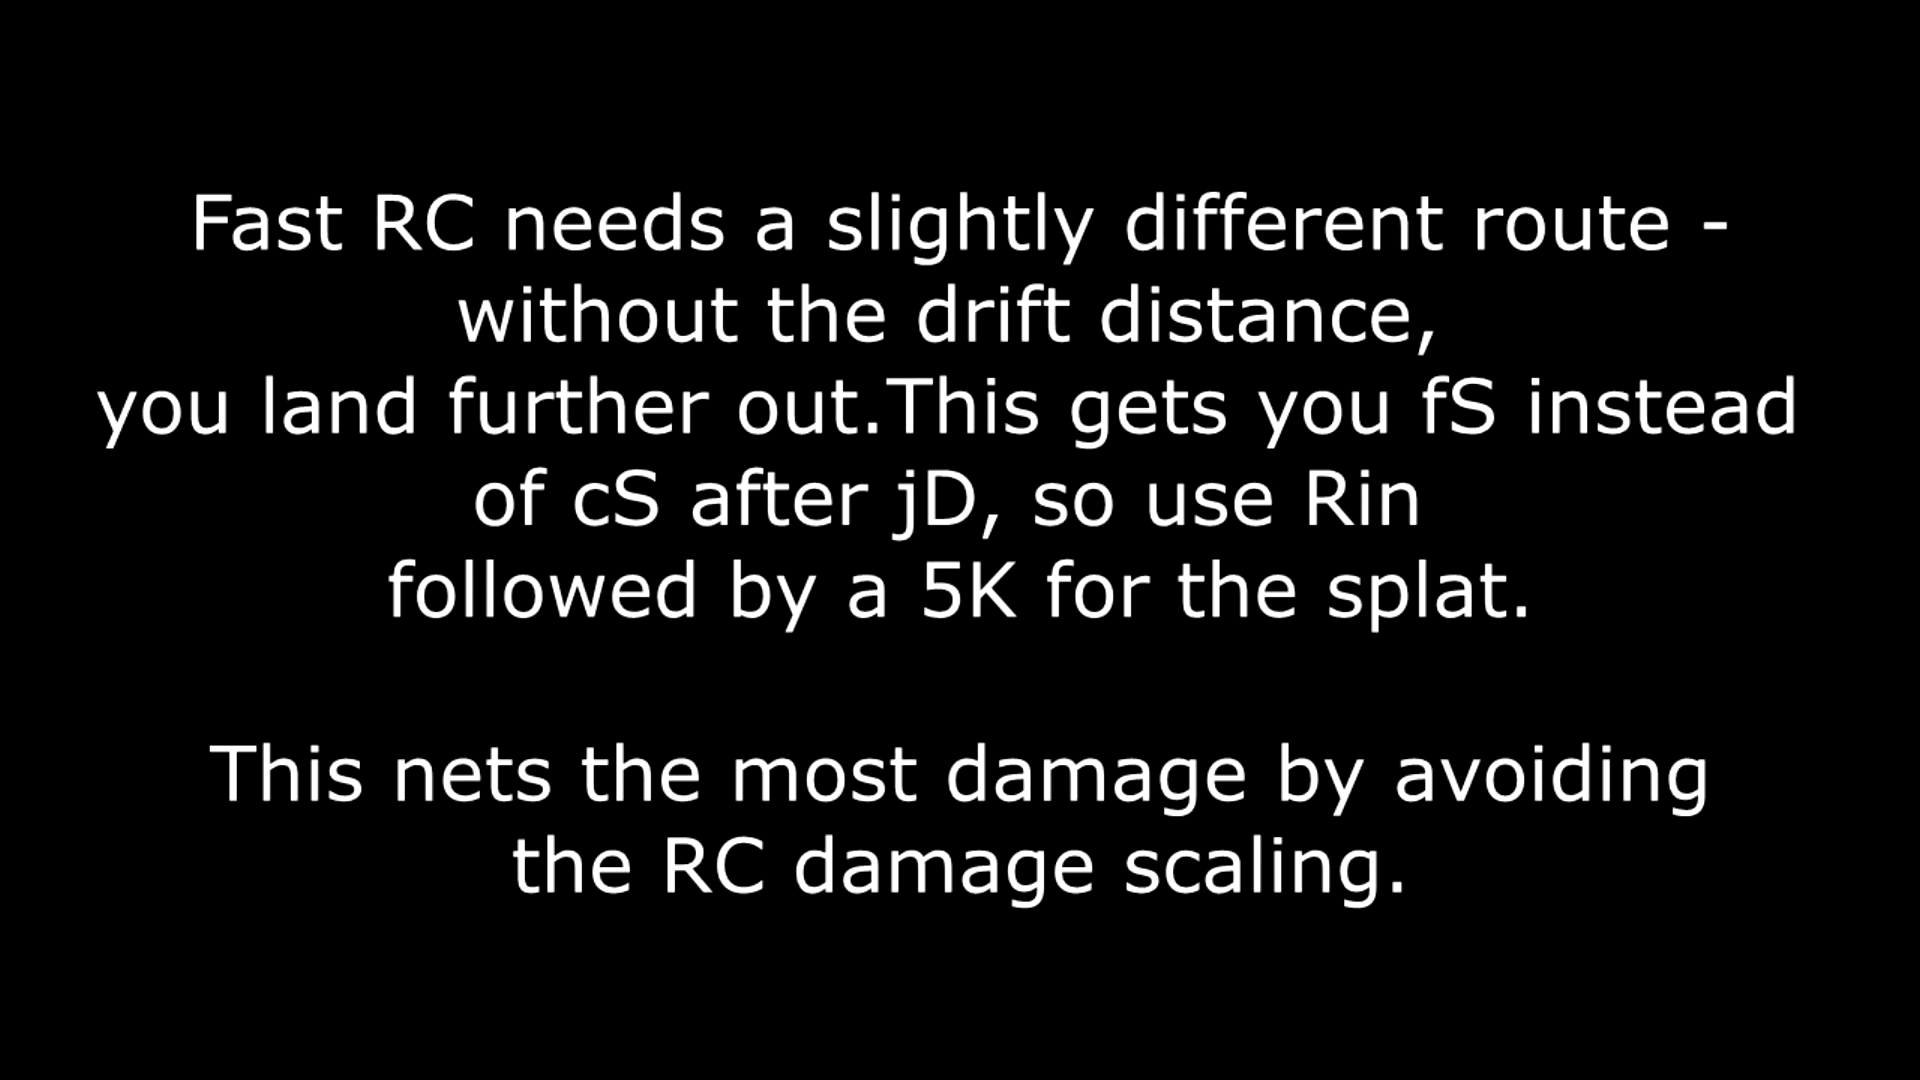 Fast RC needs a slightly different route -
without the drift distance,
you land further out.This gets you fS instead
of cS after jD, so use Rin
followed by a 5K for the splat.
This nets the most damage by avoiding
the RC damage scaling.